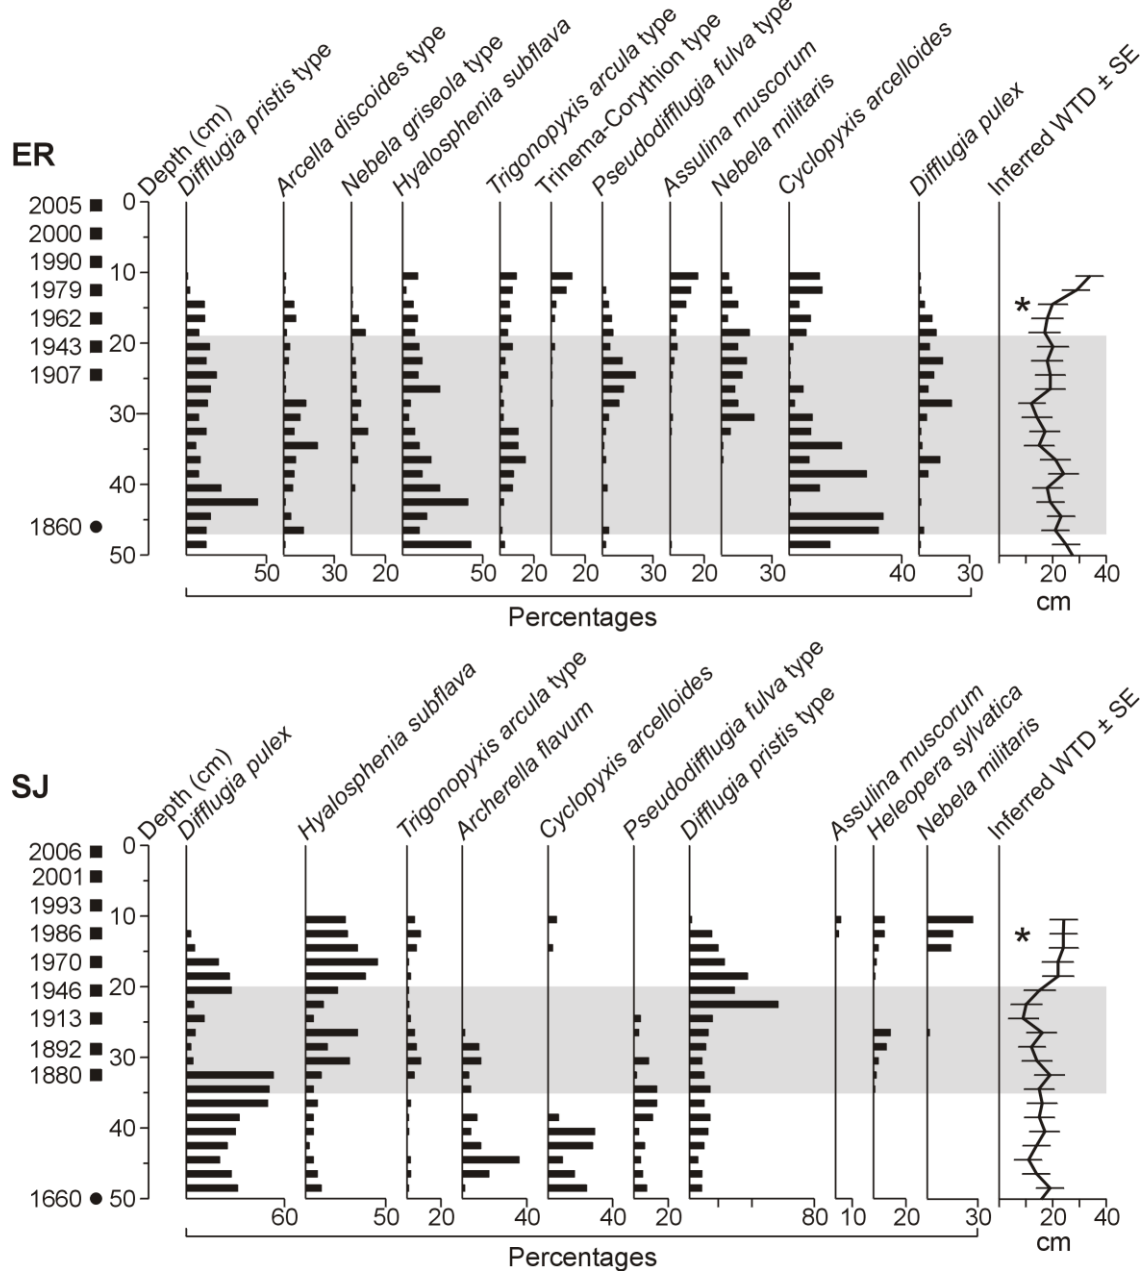 ER
Depth (cm)
Difflugia pristis type
Arcella discoides type
Nebela griseola type
Hyalosphenia subflava
Trigonopyxis arcula type
Trinema-Corythion type
Pseudodifflugia fulva type
Assulina muscorum
Nebela militaris
Cyclopyxis arcelloides
Difflugia pulex
Inferred WTD ± SE
2005
2000
1990
1979
1962
1943
1907
1860
0
10
20
30
40
50
*
50 30 20 50 20 20 30 20 30 40 30 20 40
Percentages
cm
SJ
Depth (cm)
Difflugia pulex
Hyalosphenia subflava
Trigonopyxis arcula type
Archerella flavum
Cyclopyxis arcelloides
Pseudodifflugia fulva type
Difflugia pristis type
Assulina muscorum
Heleopera sylvatica
Nebela militaris
Inferred WTD ± SE
2006
2001
1993
1986
1970
1946
1913
1892
1880
1660
0
10
20
30
40
50
*
60 50 20 40 40 20 80 10 20 30 20 40
Percentages
cm